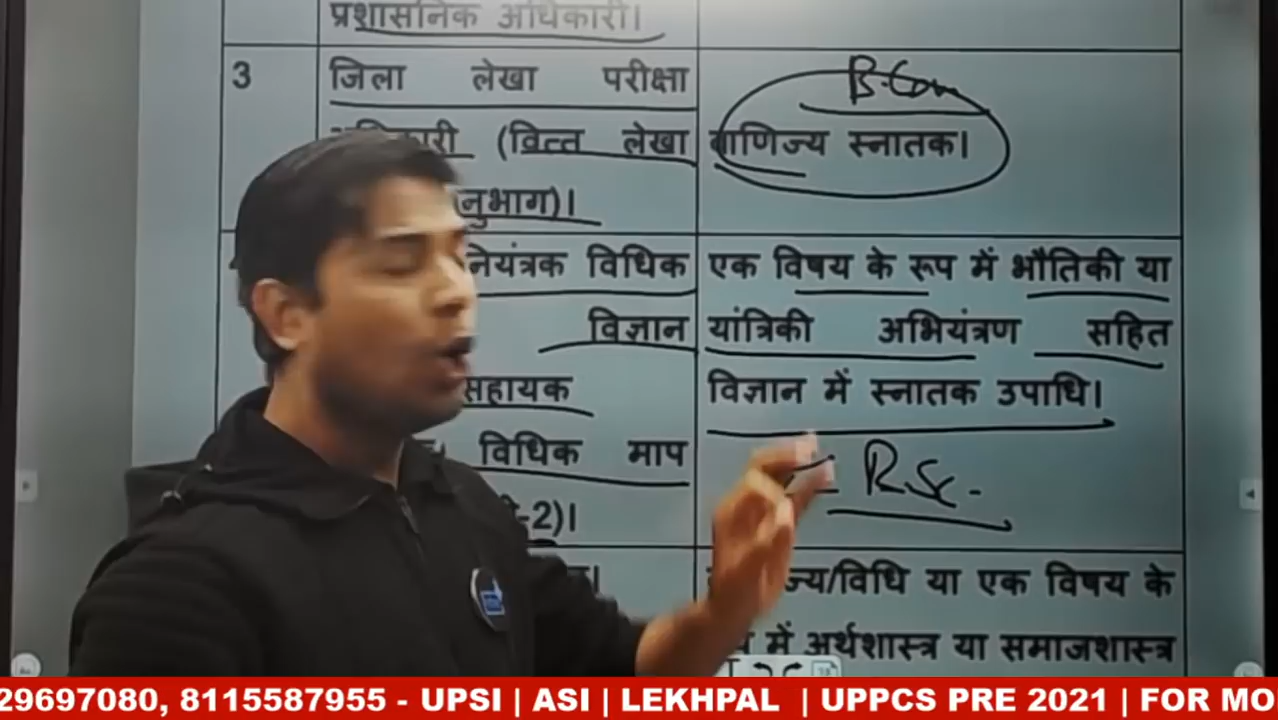 प्रशासनिक अधिकारी।
3
जिला लेखा परीक्षा
(वित्त लेखा
B.Com
वाणिज्य स्नातक।
विधिक
विज्ञान
सहायक
विधिक माप
-2)।
एक विषय के रूप में भौतिकी या
यांत्रिकी अभियंत्रण सहित
विज्ञान में स्नातक उपाधि।
/विधि या एक विषय के
में अर्थशास्त्र या समाजशास्त्र
29697080, 8115587955 - UPSI | ASI | LEKHPAL | UPPCS PRE 2021 | FOR MO